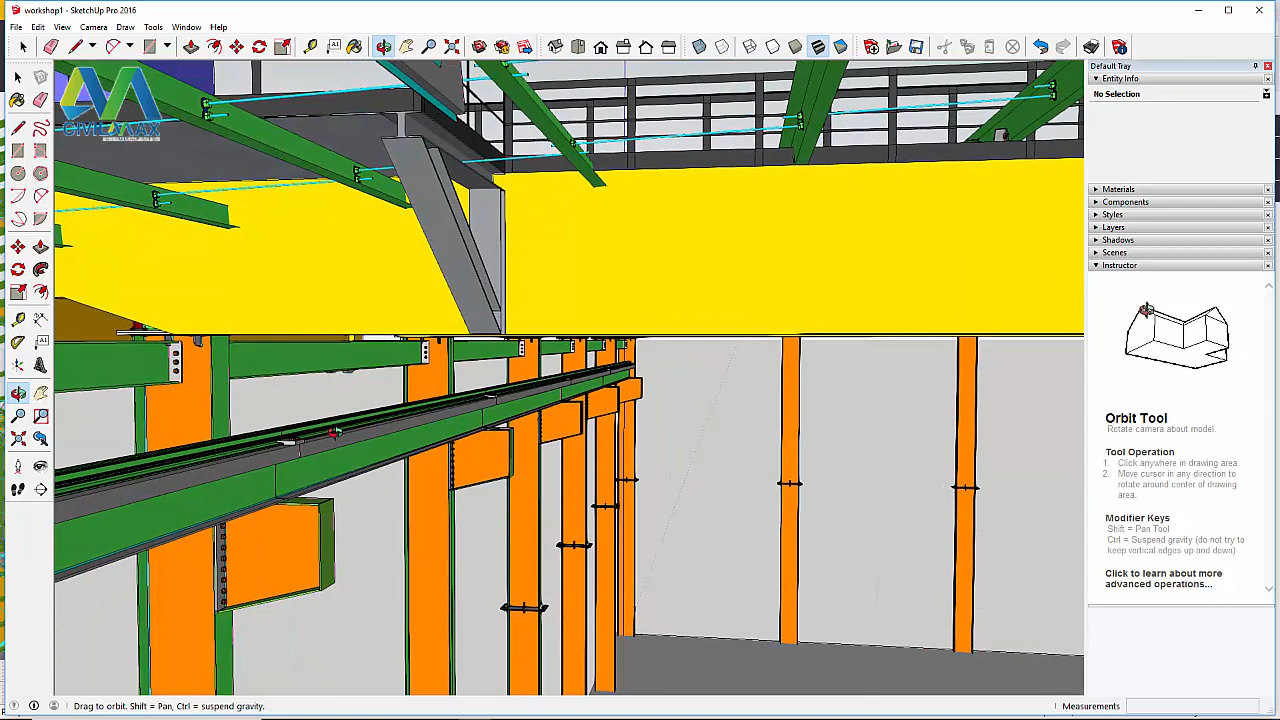 workshop1 - SketchUp Pro 2016
File Edit View Camera Draw Tools Window Help
Default Tray
Entity Info
No Selection
CIVILMAX
Materials
Components
Styles
Layers
Shadows
Scenes
Instructor
Orbit Tool
Rotate camera about model.
Tool Operation
1. Click anywhere in drawing area.
2. Move cursor in any direction to
rotate around center of drawing
area.
Modifier Keys
Shift = Pan Tool
Ctrl = Suspend gravity (do not try to
keep vertical edges up and down)
Click to learn about more
advanced operations...
Drag to orbit. Shift = Pan, Ctrl = suspend gravity.
Measurements